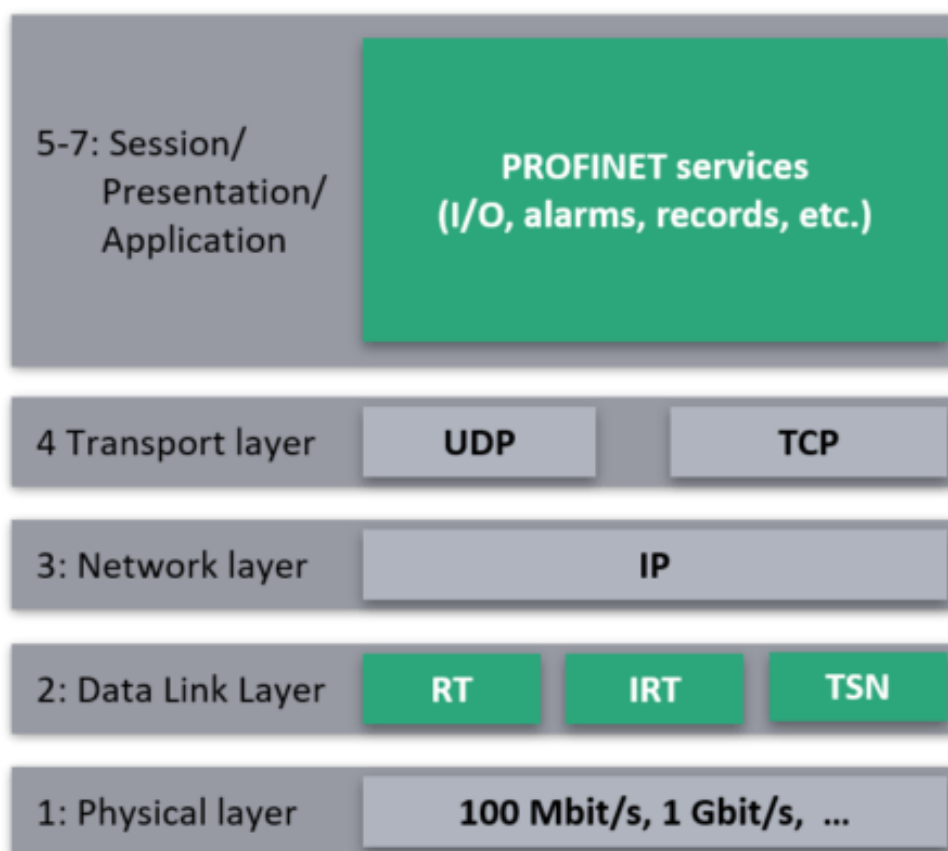 5-7: Session/
Presentation/
Application
PROFINET services
(I/O, alarms, records, etc.)
4 Transport layer
UDP
TCP
3: Network layer
IP
2: Data Link Layer
RT
IRT
TSN
1: Physical layer
100 Mbit/s, 1 Gbit/s, ...